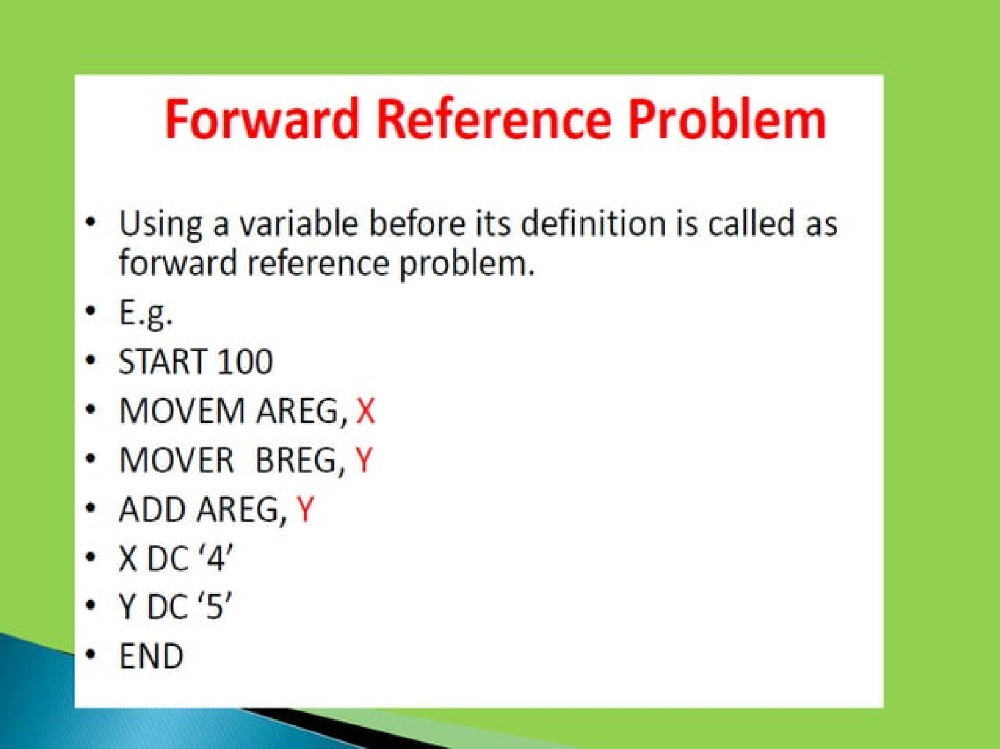 Forward Reference Problem
• Using a variable before its definition is called as
forward reference problem.
• E.g.
• START 100
• MOVEM AREG, X
• MOVER  BREG, Y
• ADD AREG, Y
• X DC ‘4’
• Y DC ‘5’
• END